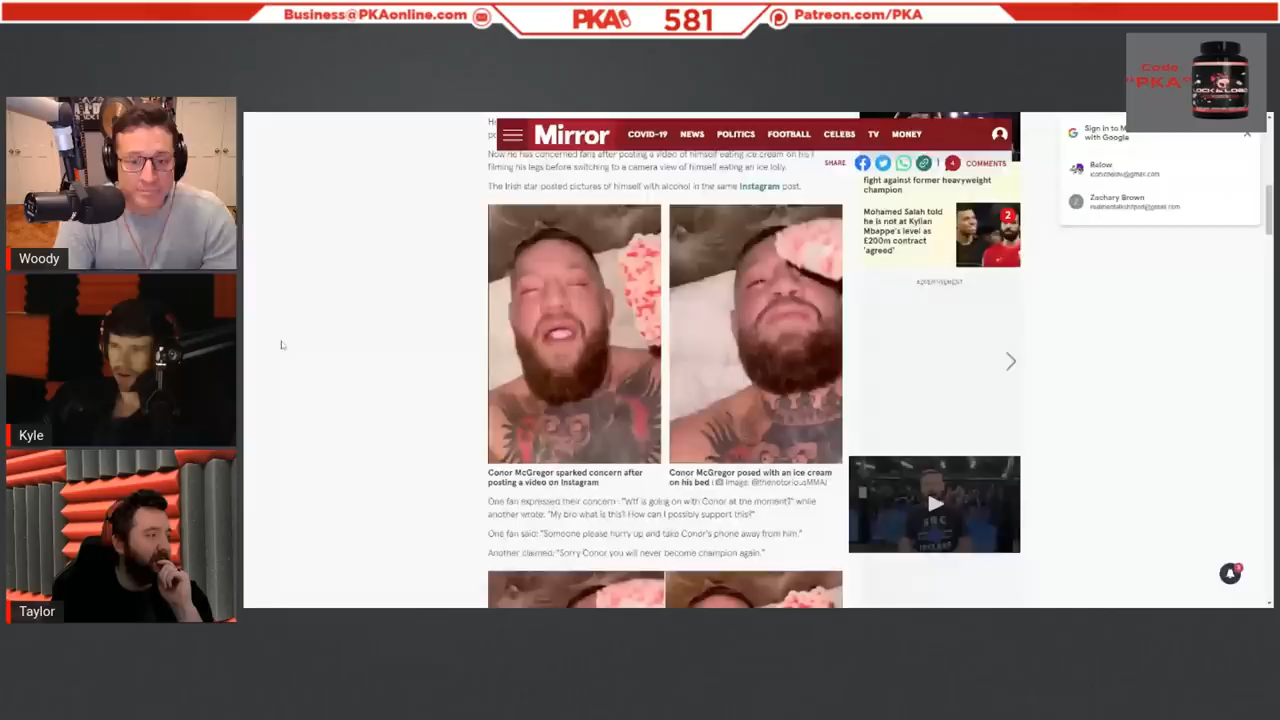 Business@PKAonline.com
PKA
581
Patreon.com/PKA
Code
"PKA"
Woody
Kyle
Taylor
Mirror
COVID-19
NEWS
POLITICS
FOOTBALL
CELEBS
TV
MONEY
SHARE
4
COMMENTS
Now he has concerned fans after posting a video of himself eating ice cream on his
filming his legs before switching to a camera view of himself eating an ice lolly.
The Irish star posted pictures of himself with alcohol in the same Instagram post.
Conor McGregor sparked concern after
posting a video on Instagram
Conor McGregor posed with an ice cream
on his bed (Image: @thenotoriousMMA)
One fan expressed their concern: "Wtf is going on with Conor at the moment?" while
another wrote: "My bro what is this? How can I possibly support this?"
One fan said: "Someone please hurry up and take Conor's phone away from him."
Another claimed: "Sorry Conor you will never become champion again."
fight against former heavyweight
champion
Mohamed Salah told
he is not at Kylian
Mbappe's level as
£200m contract
'agreed'
2
ADVERTISEMENT
Sign in to
with Google
Zachary Brown